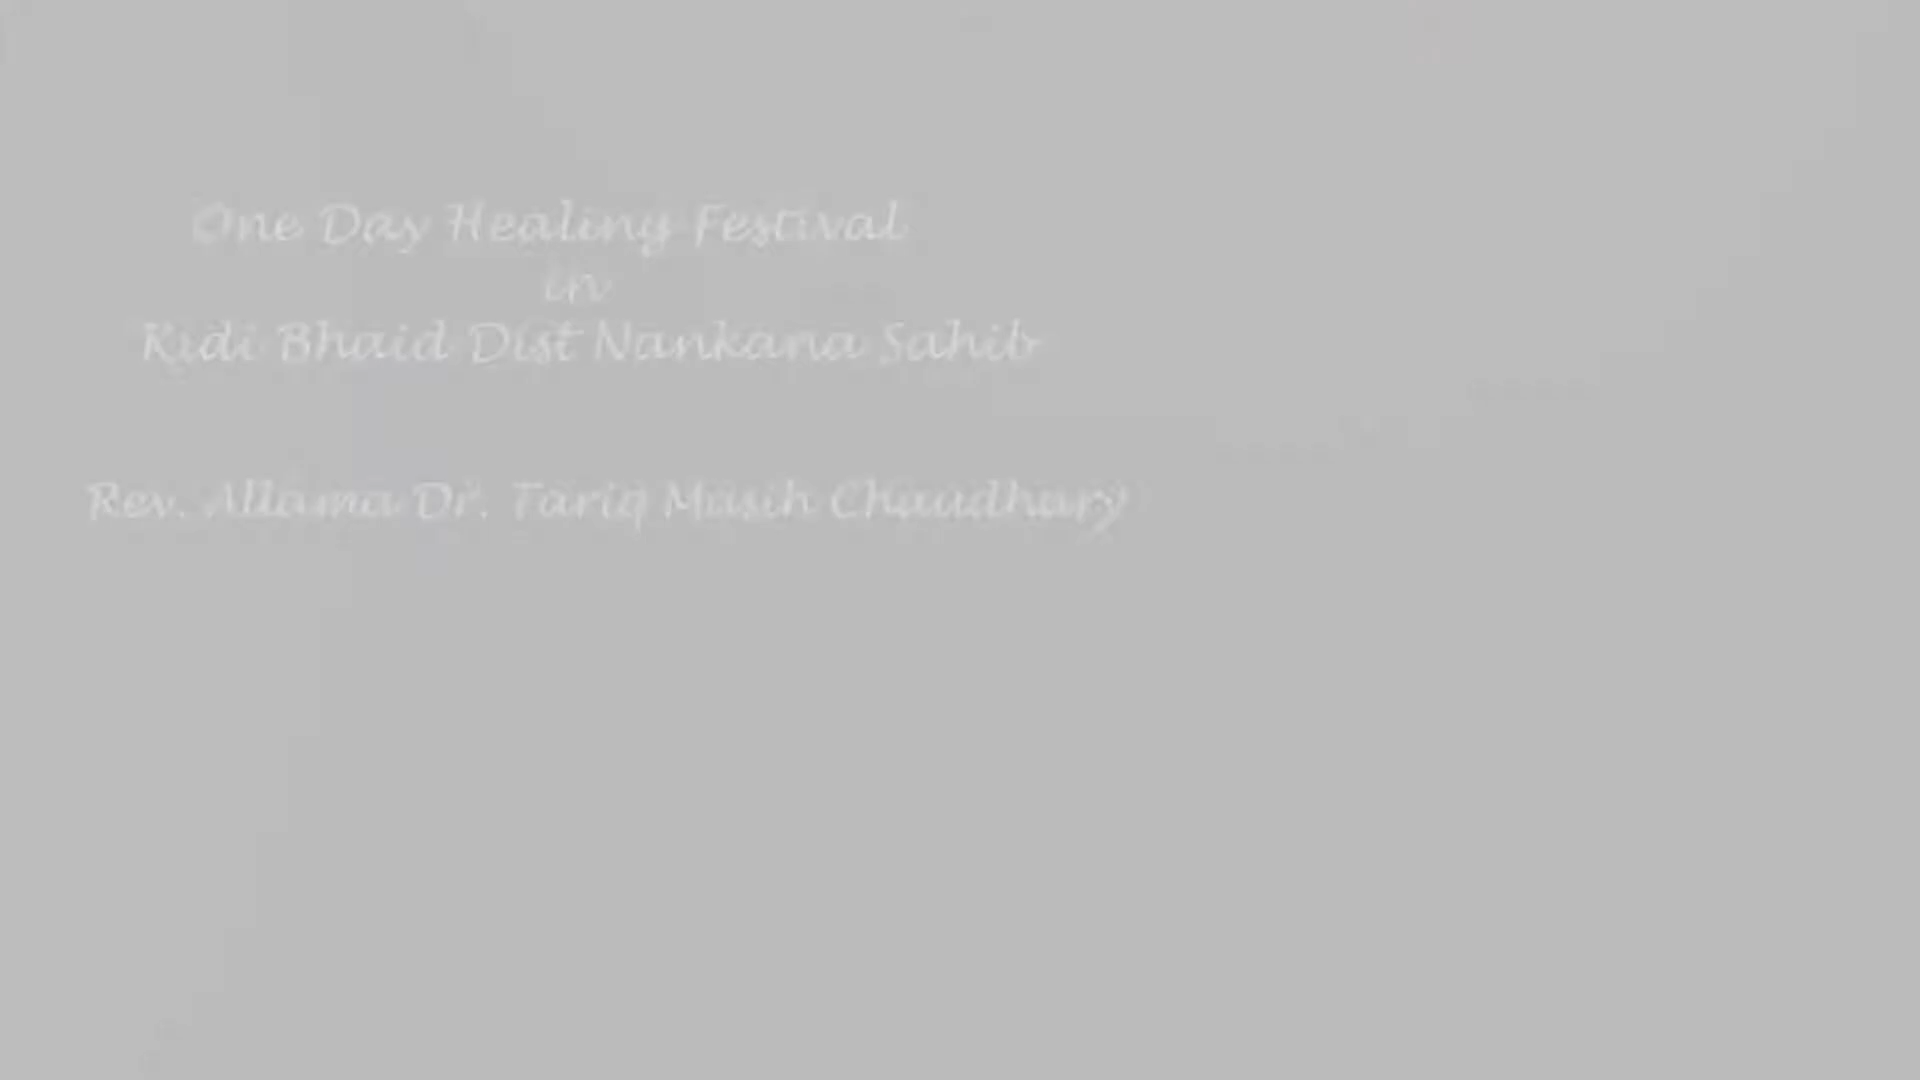 One Day Healing Festival
in
Kidi Bhaid Dist Nankana Sahib
Rev. Allama Dr. Tariq Masih Chaudhary